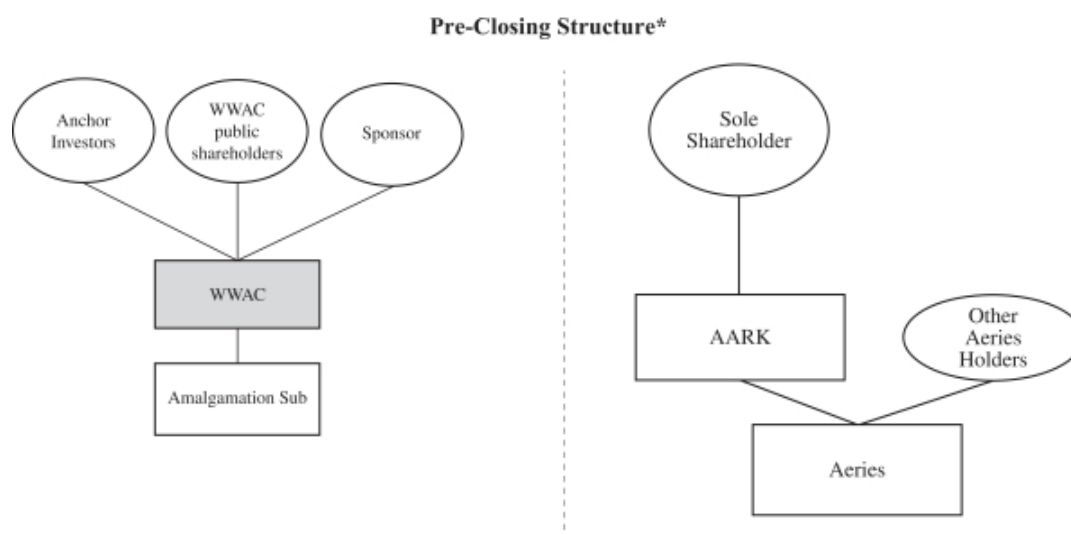 Pre-Closing Structure*
Anchor
Investors
WWAC
public
shareholders
Sponsor
WWAC
Amalgamation Sub
Sole
Shareholder
AARK
Other
Aeries
Holders
Aeries